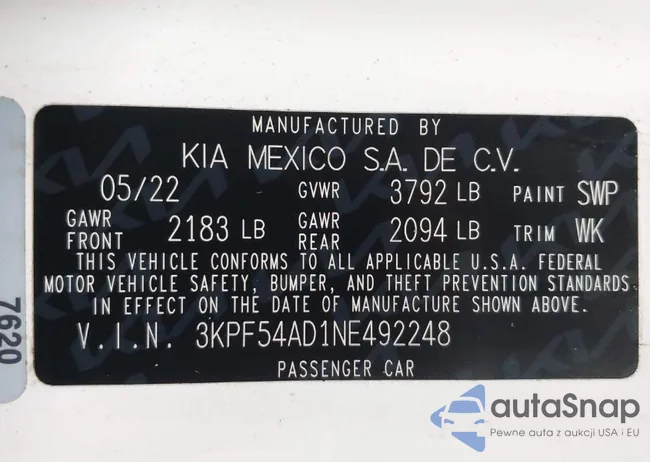 MANUFACTURED BY
KIA MEXICO S.A. DE C.V.
05/22 GVWR 3792 LB PAINT SWP
GAWR FRONT 2183 LB GAWR REAR 2094 LB TRIM WK
THIS VEHICLE CONFORMS TO ALL APPLICABLE U.S.A. FEDERAL
MOTOR VEHICLE SAFETY, BUMPER, AND THEFT PREVENTION STANDARDS
IN EFFECT ON THE DATE OF MANUFACTURE SHOWN ABOVE.
V.I.N. 3KPF54AD1NE492248
PASSENGER CAR
7620
autaSnap
Pewne auta z aukcji USA i EU